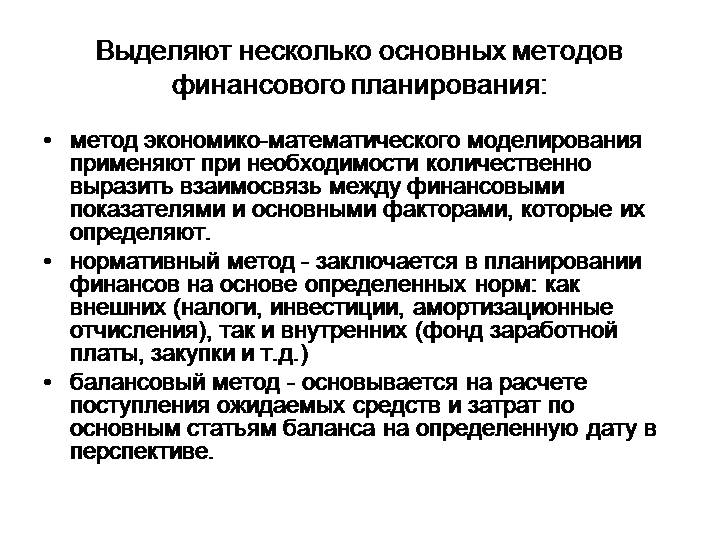 Выделяют несколько основных методов
финансового планирования:
• метод экономико-математического моделирования
применяют при необходимости количественно
выразить взаимосвязь между финансовыми
показателями и основными факторами, которые их
определяют.
• нормативный метод - заключается в планировании
финансов на основе определенных норм: как
внешних (налоги, инвестиции, амортизационные
отчисления), так и внутренних (фонд заработной
платы, закупки и т.д.)
• балансовый метод - основывается на расчете
поступления ожидаемых средств и затрат по
основным статьям баланса на определенную дату в
перспективе.